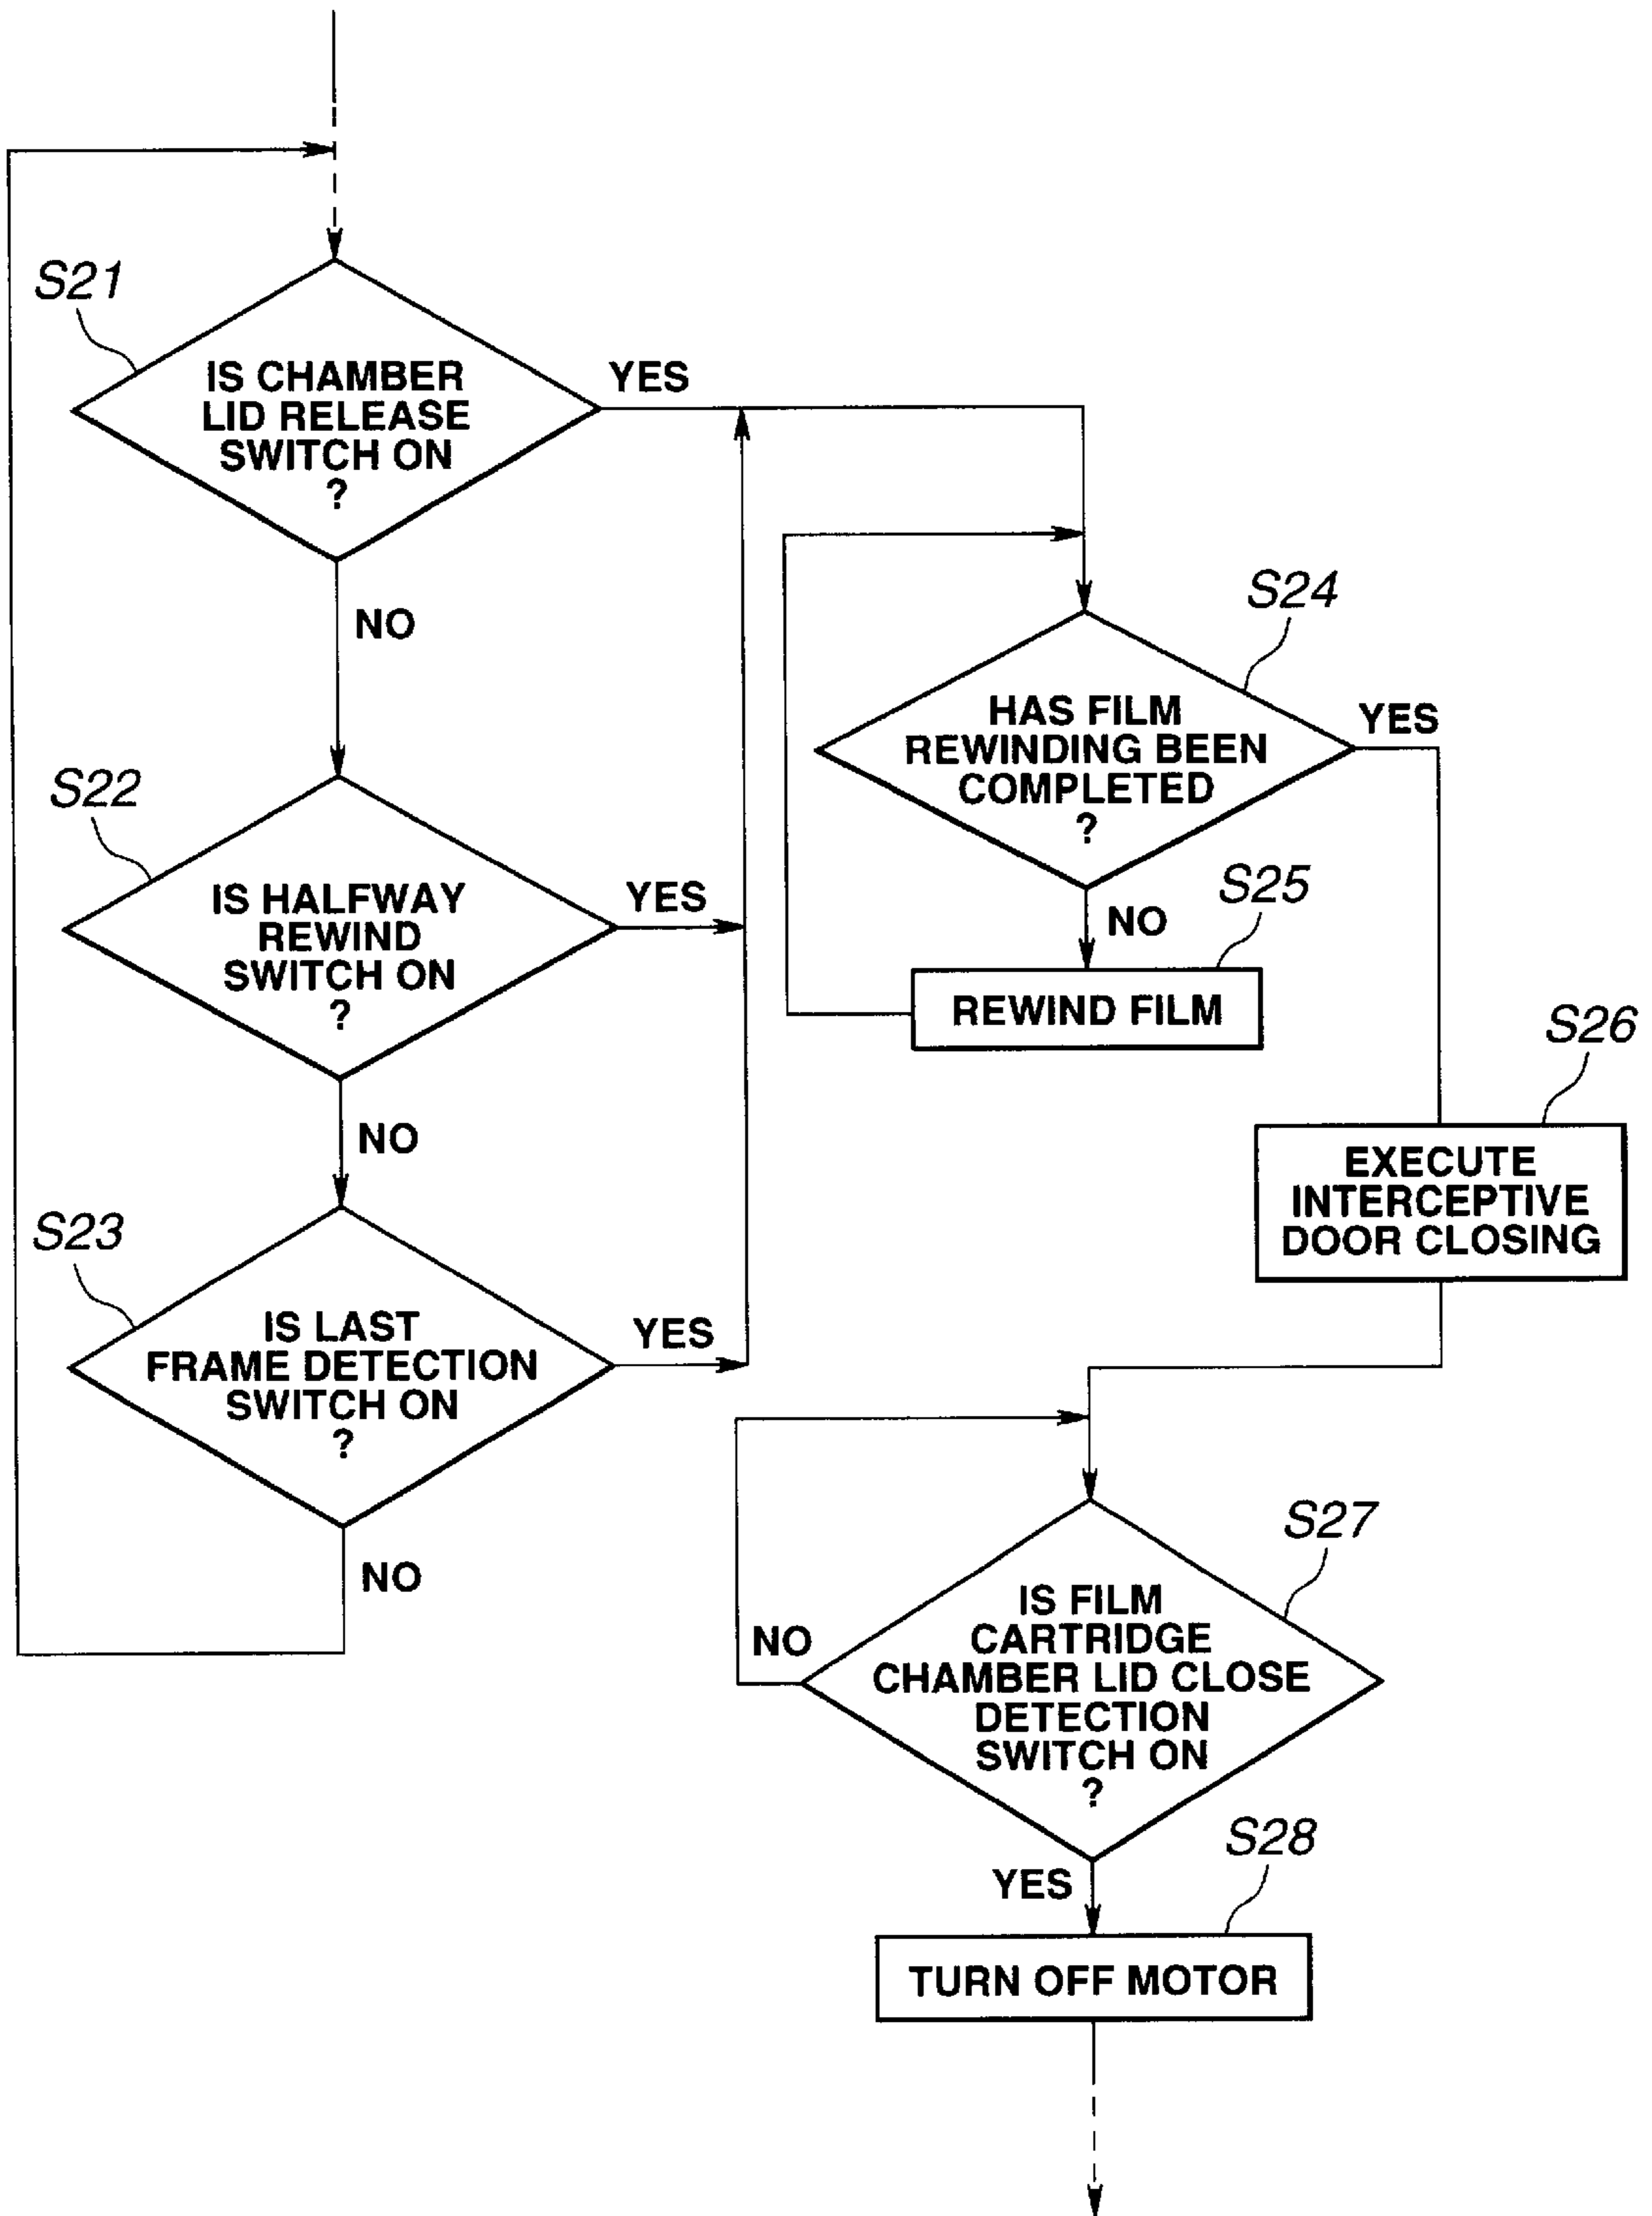 S21
IS CHAMBER
LID RELEASE
SWITCH ON
?
YES
NO
S22
IS HALFWAY
REWIND
SWITCH ON
?
YES
NO
S23
IS LAST
FRAME DETECTION
SWITCH ON
?
YES
NO
S24
HAS FILM
REWINDING BEEN
COMPLETED
?
YES
NO
S25
REWIND FILM
S26
EXECUTE
INTERCEPTIVE
DOOR CLOSING
S27
IS FILM
CARTRIDGE
CHAMBER LID CLOSE
DETECTION
SWITCH ON
?
NO
YES
S28
TURN OFF MOTOR